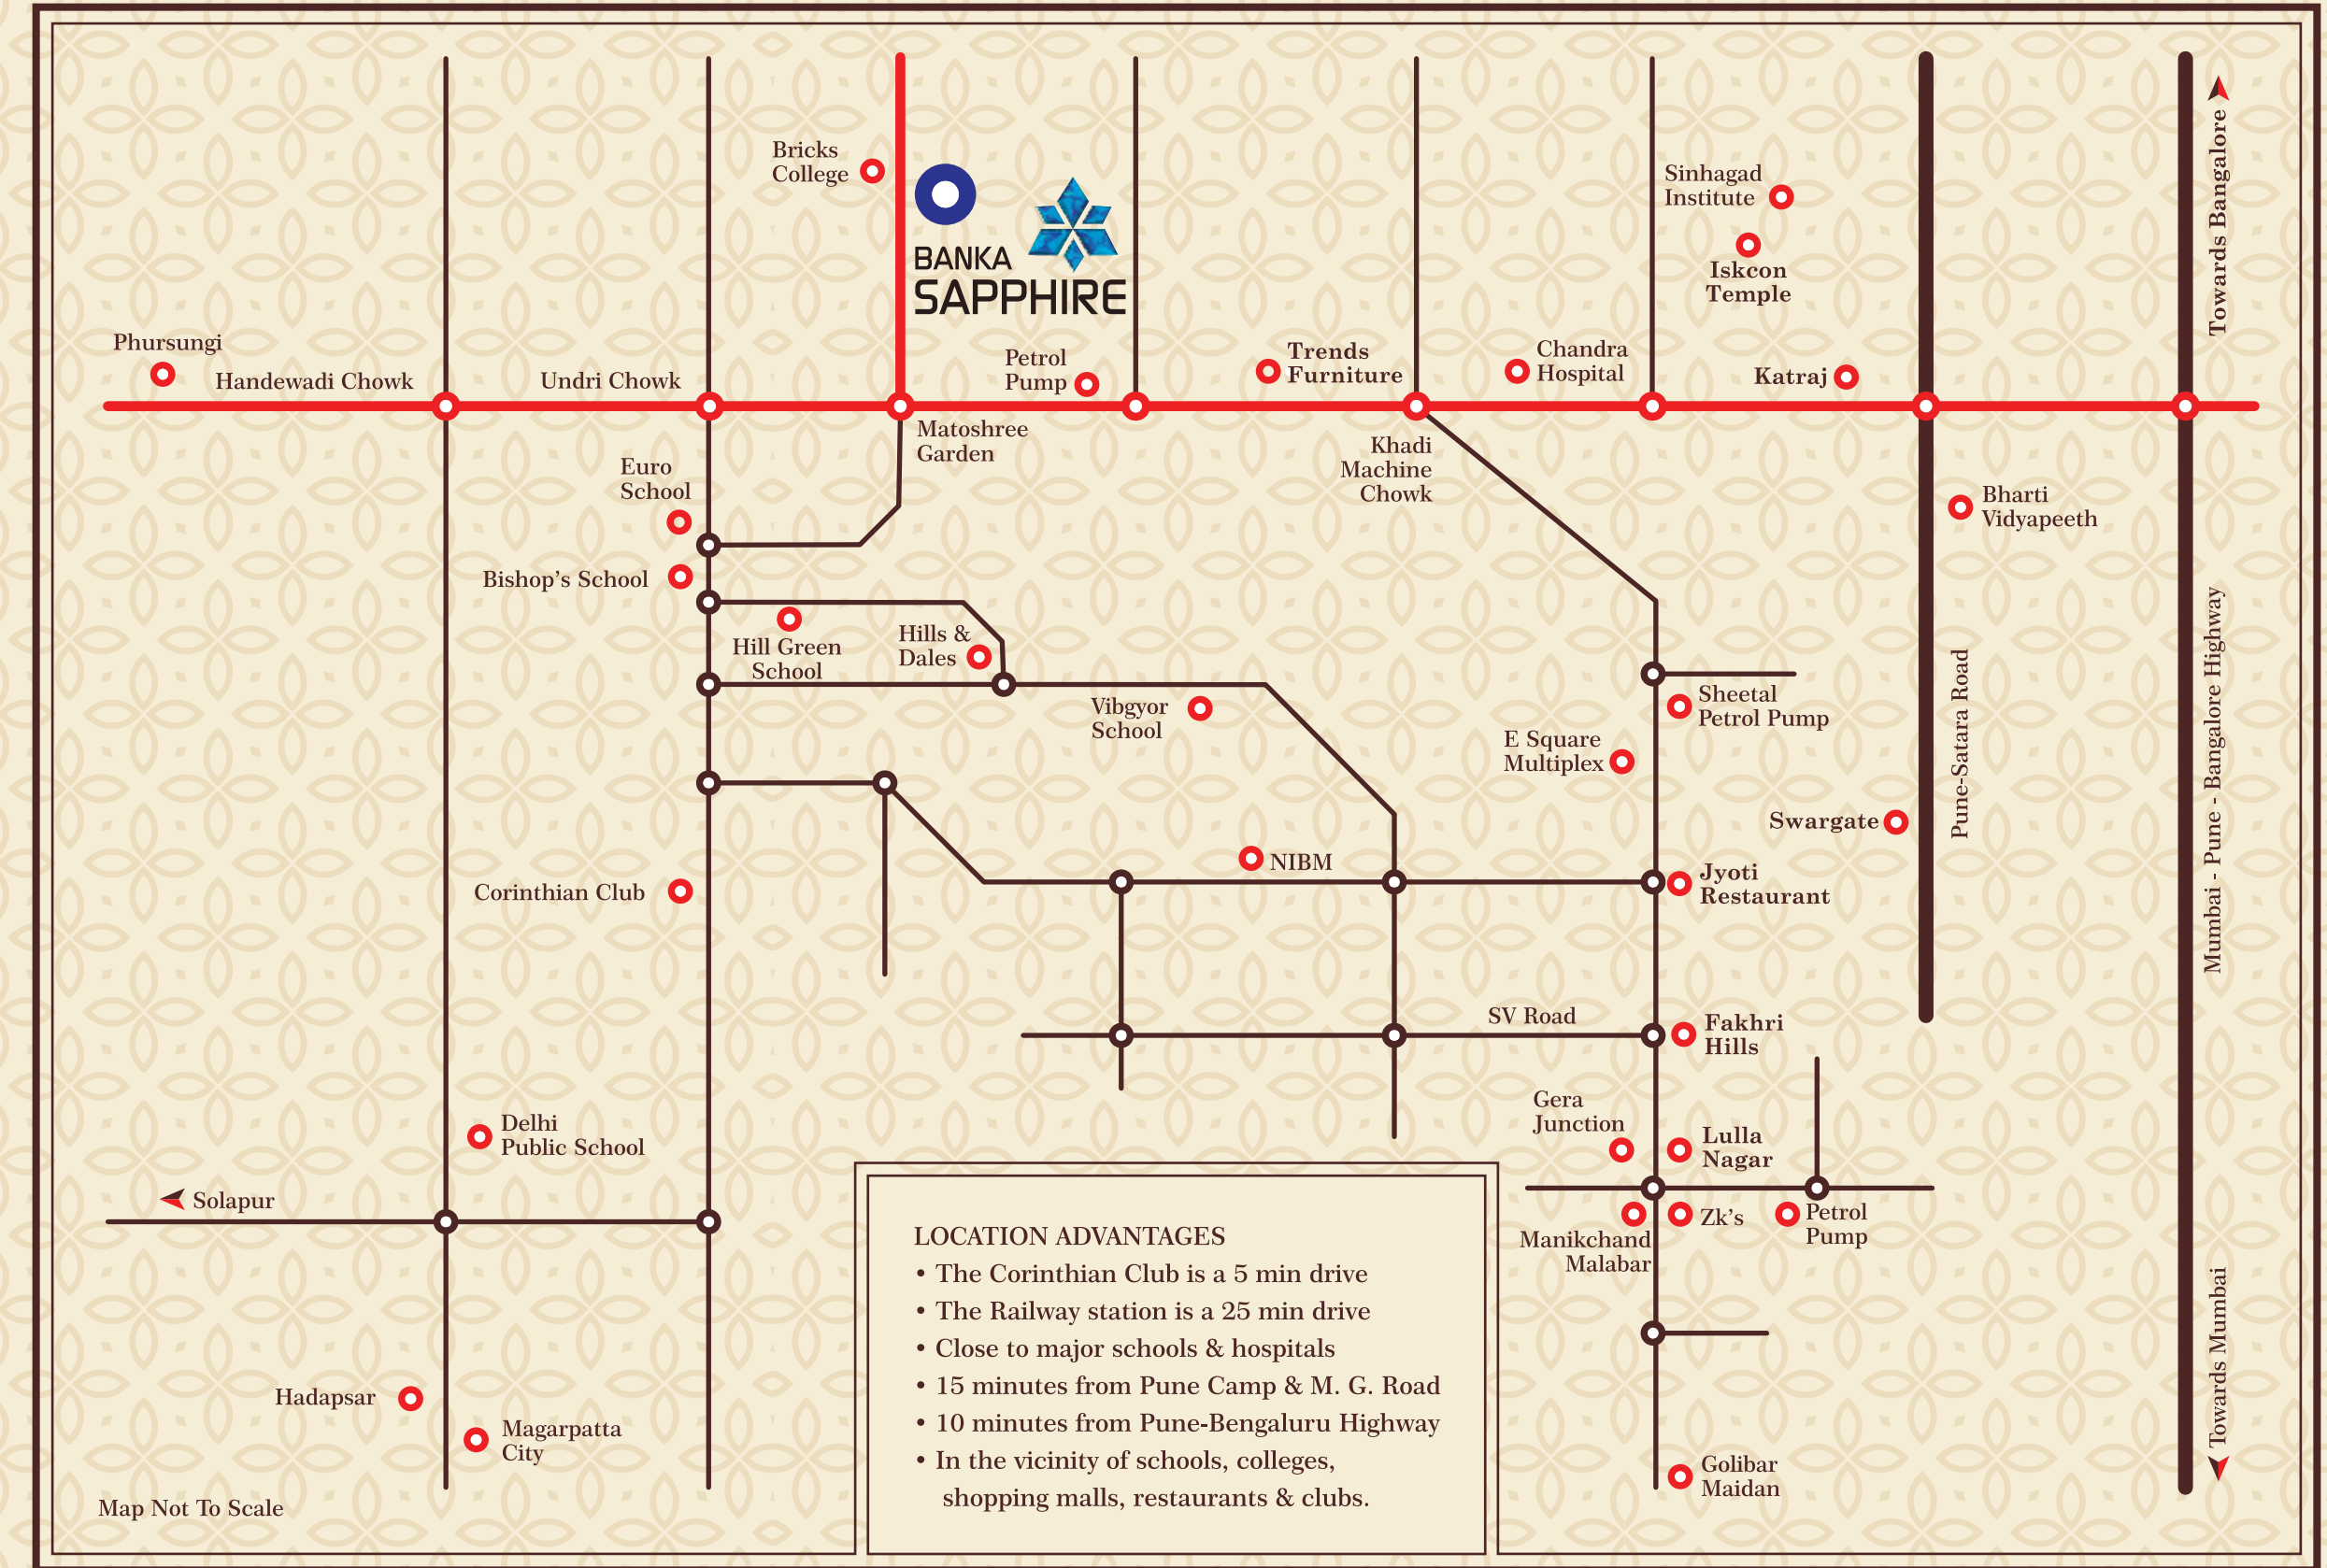 Towards Bangalore
Bricks
College
Sinhagad
Institute
BANKA
SAPPHIRE
Iskcon
Temple
Phursungi
Handewadi Chowk
Undri Chowk
Petrol
Pump
Trends
Furniture
Chandra
Hospital
Katraj
Matoshree
Garden
Khadi
Machine
Chowk
Euro
School
Bharti
Vidyapeeth
Bishop's School
Hill Green
School
Hills &
Dales
Vibgyor
School
Sheetal
Petrol Pump
E Square
Multiplex
Pune-Satara Road
Mumbai - Pune - Bangalore Highway
Swargate
NIBM
Jyoti
Restaurant
Corinthian Club
SV Road
Fakhri
Hills
Gera
Junction
Lulla
Nagar
Delhi
Public School
Solapur
Manikchand
Malabar
Zk's
Petrol
Pump
Towards Mumbai
LOCATION ADVANTAGES
• The Corinthian Club is a 5 min drive
• The Railway station is a 25 min drive
• Close to major schools & hospitals
• 15 minutes from Pune Camp & M. G. Road
• 10 minutes from Pune-Bengaluru Highway
• In the vicinity of schools, colleges,
shopping malls, restaurants & clubs.
Hadapsar
Magarpatta
City
Golibar
Maidan
Map Not To Scale